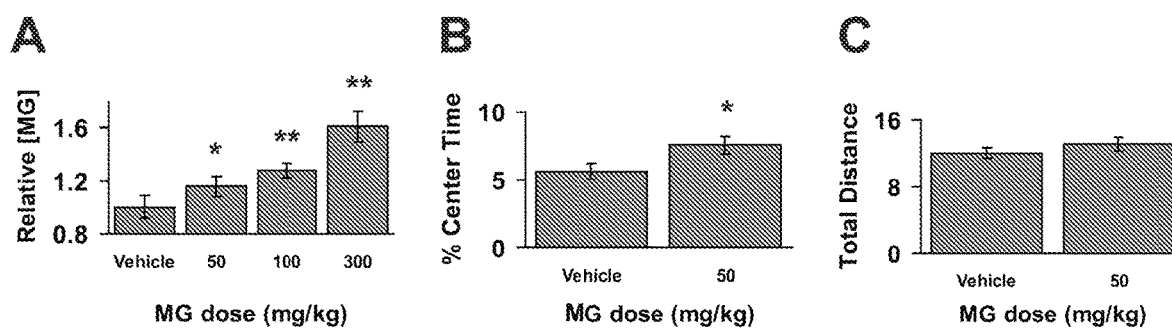 A
Relative [MG]
1.6
1.2
0.8
*
**
**
Vehicle 50 100 300
MG dose (mg/kg)
B
% Center Time
10
5
0
*
Vehicle 50
MG dose (mg/kg)
C
Total Distance
16
8
0
Vehicle 50
MG dose (mg/kg)